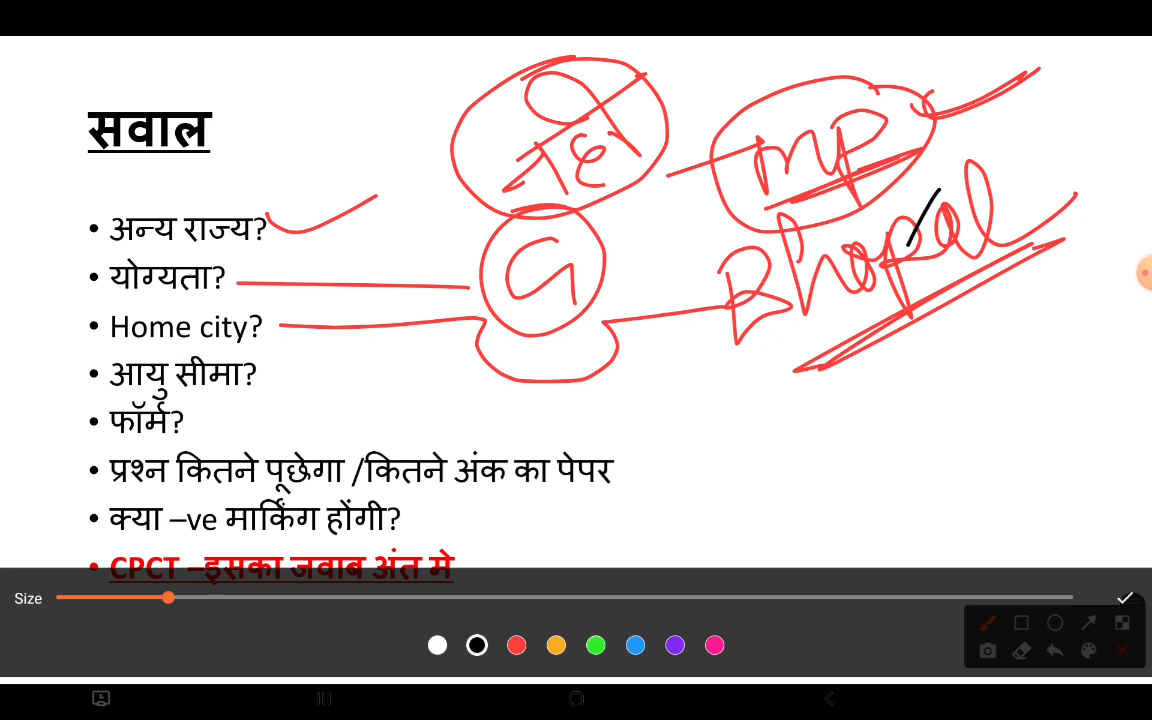 सवाल
नही
MP
• अन्य राज्य?
• योग्यता?
G
Bhopal
• Home city?
• आयु सीमा?
• फॉर्म?
• प्रश्न कितने पूछेगा /कितने अंक का पेपर
• क्या –ve मार्किंग होंगी?
• CPCT –इसका जवाब अंत मे
Size